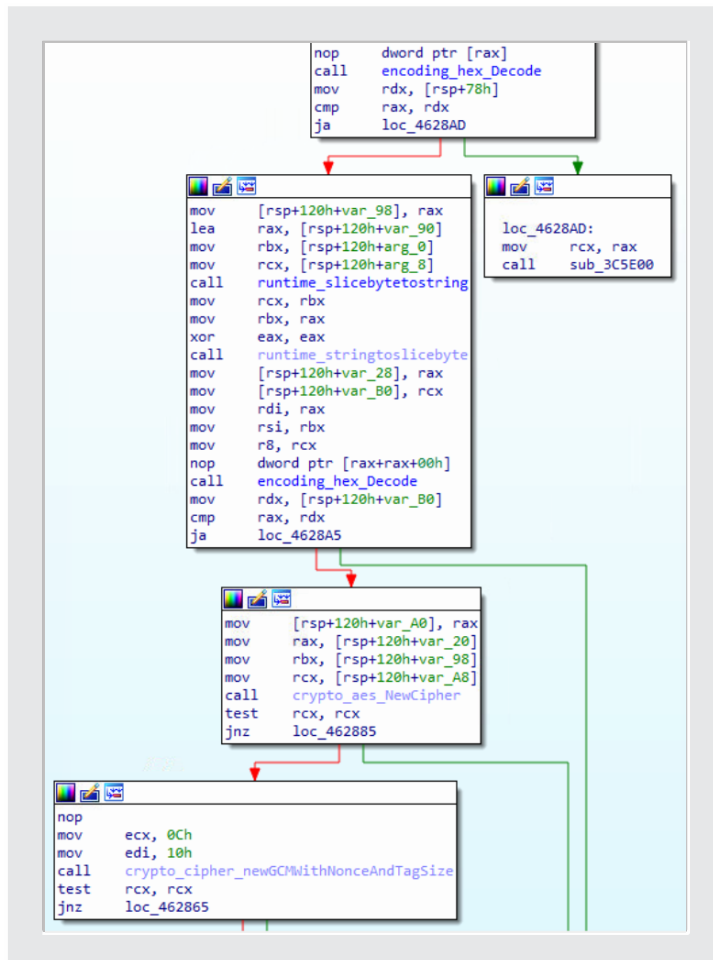 nop dword ptr [rax]
call encoding_hex_Decode
mov rdx, [rsp+78h]
cmp rax, rdx
ja loc_4628AD
mov [rsp+120h+var_98], rax
lea rax, [rsp+120h+var_90]
mov rbx, [rsp+120h+arg_0]
mov rcx, [rsp+120h+arg_8]
call runtime_slicebytetostring
mov rcx, rbx
mov rbx, rax
xor eax, eax
call runtime_stringtoslicebyte
mov [rsp+120h+var_28], rax
mov [rsp+120h+var_B0], rcx
mov rdi, rax
mov rsi, rbx
mov r8, rcx
nop dword ptr [rax+rax+00h]
call encoding_hex_Decode
mov rdx, [rsp+120h+var_B0]
cmp rax, rdx
ja loc_4628A5
loc_4628AD:
mov rcx, rax
call sub_3C5E00
mov [rsp+120h+var_A0], rax
mov rax, [rsp+120h+var_20]
mov rbx, [rsp+120h+var_98]
mov rcx, [rsp+120h+var_A8]
call crypto_aes_NewCipher
test rcx, rcx
jnz loc_462885
nop
mov ecx, 0Ch
mov edi, 10h
call crypto_cipher_newGCMWithNonceAndTagSize
test rcx, rcx
jnz loc_462865